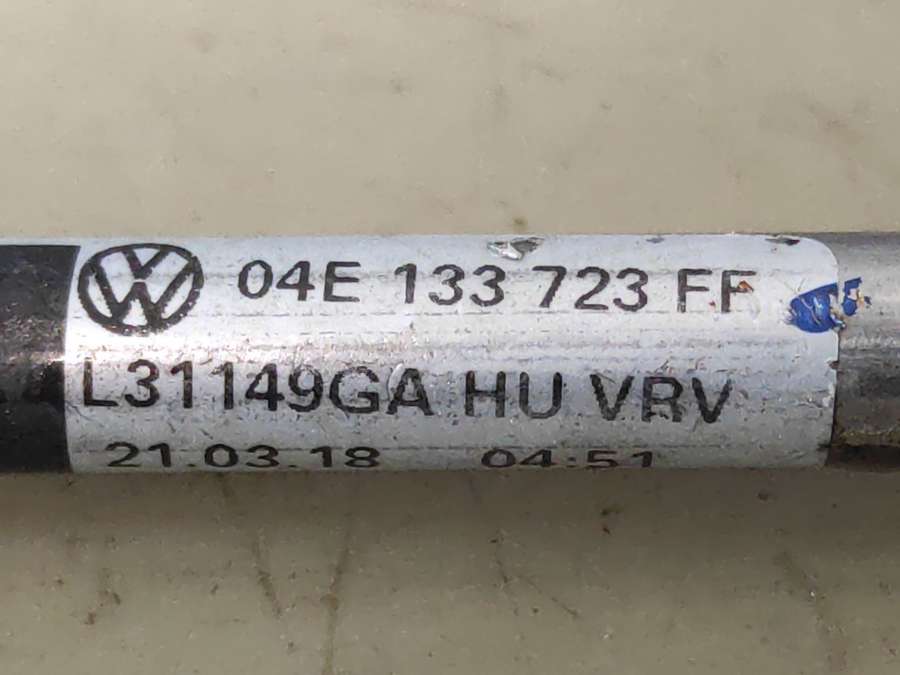 04E 133 723 FF
L31149GA HU VRV
21.03.18 04:51